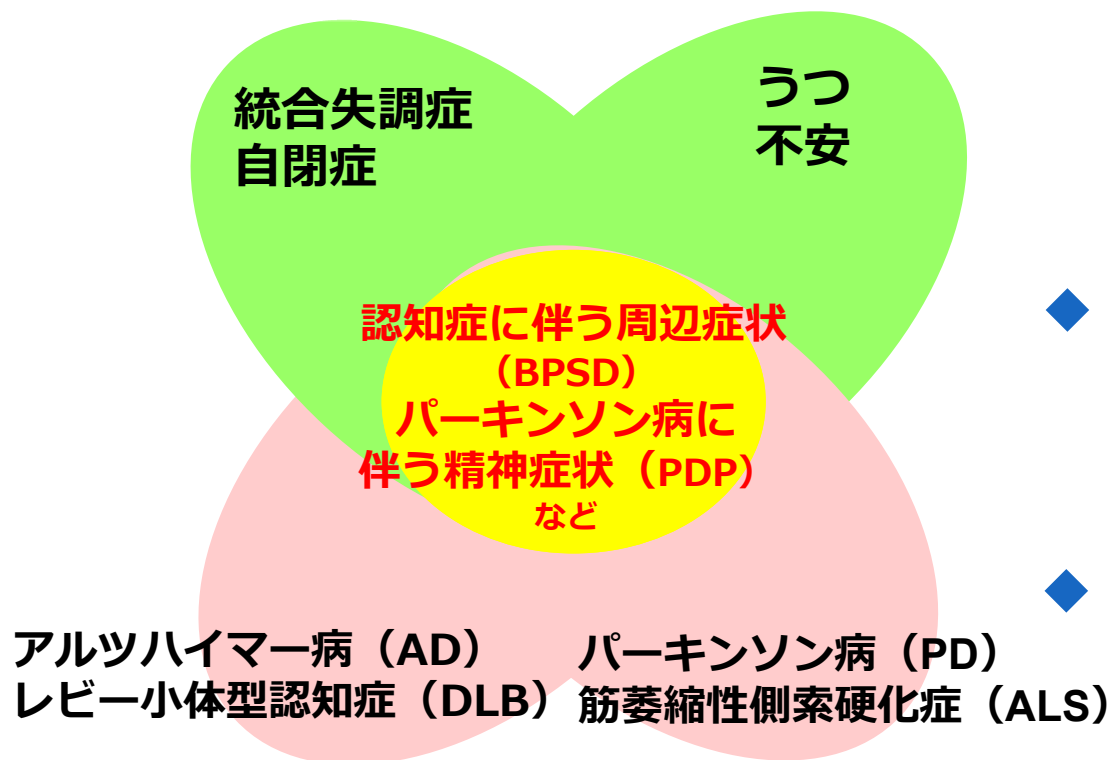 統合失調症
自閉症
うつ
不安
認知症に伴う周辺症状
（BPSD）
パーキンソン病に
伴う精神症状（PDP）
など
アルツハイマー病（AD）
レビー小体型認知症（DLB）
パーキンソン病（PD）
筋萎縮性側索硬化症（ALS）